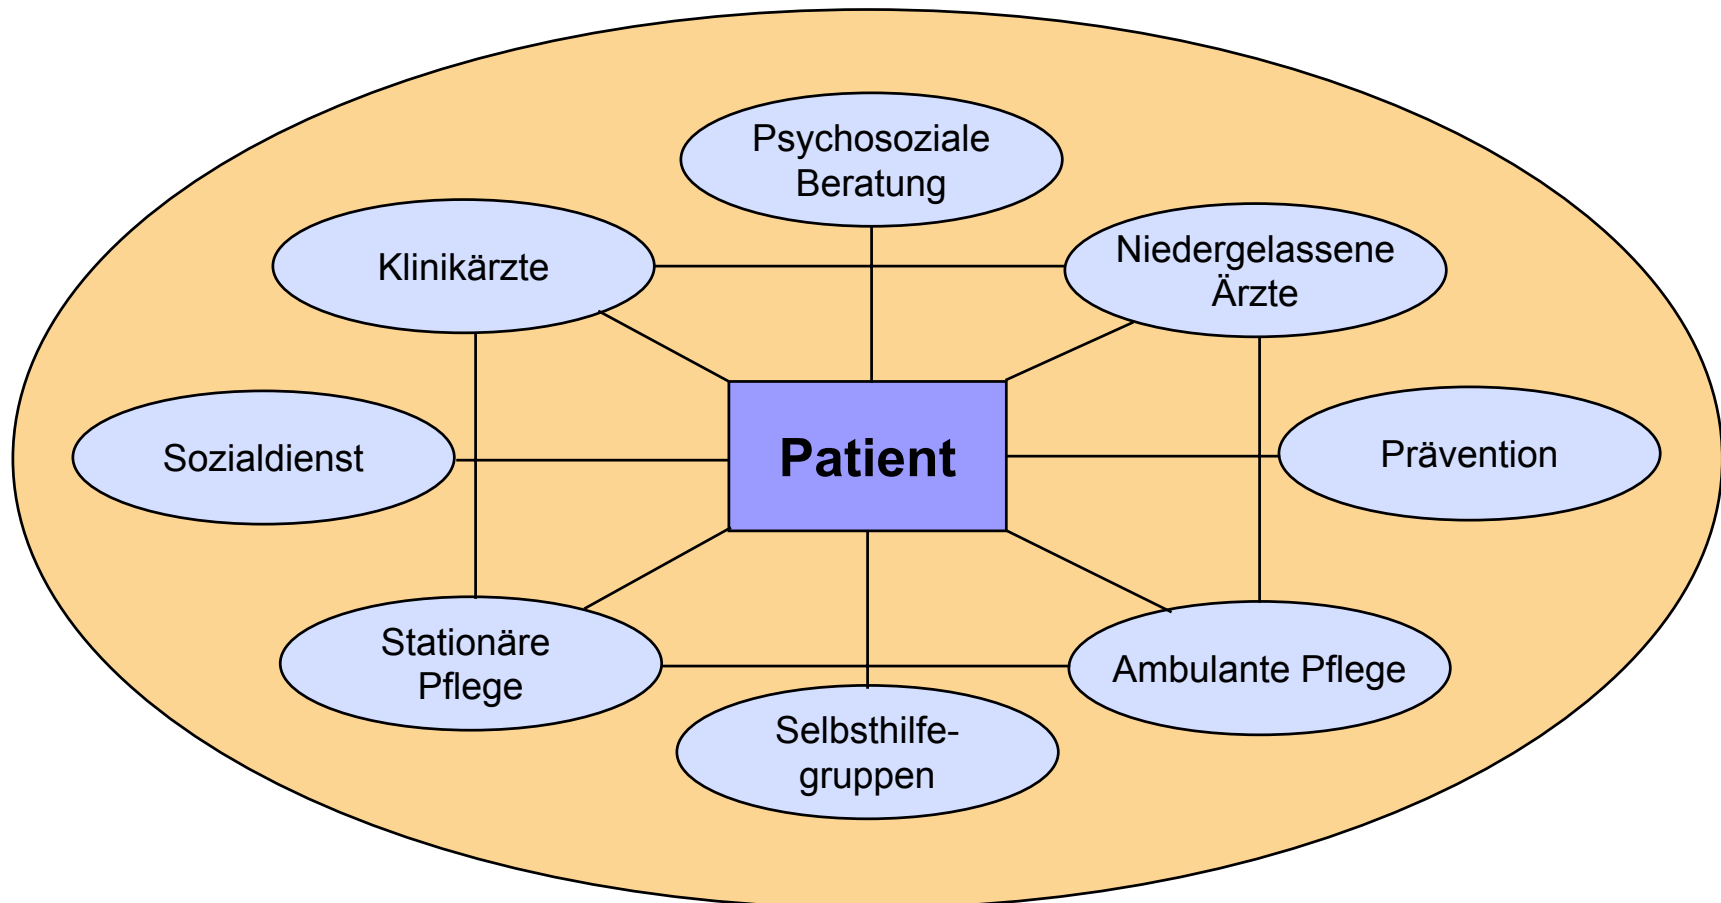 Psychosoziale
Beratung
Klinikärzte
Niedergelassene
Ärzte
Sozialdienst
Patient
Prävention
Stationäre
Pflege
Ambulante Pflege
Selbsthilfe-
gruppen